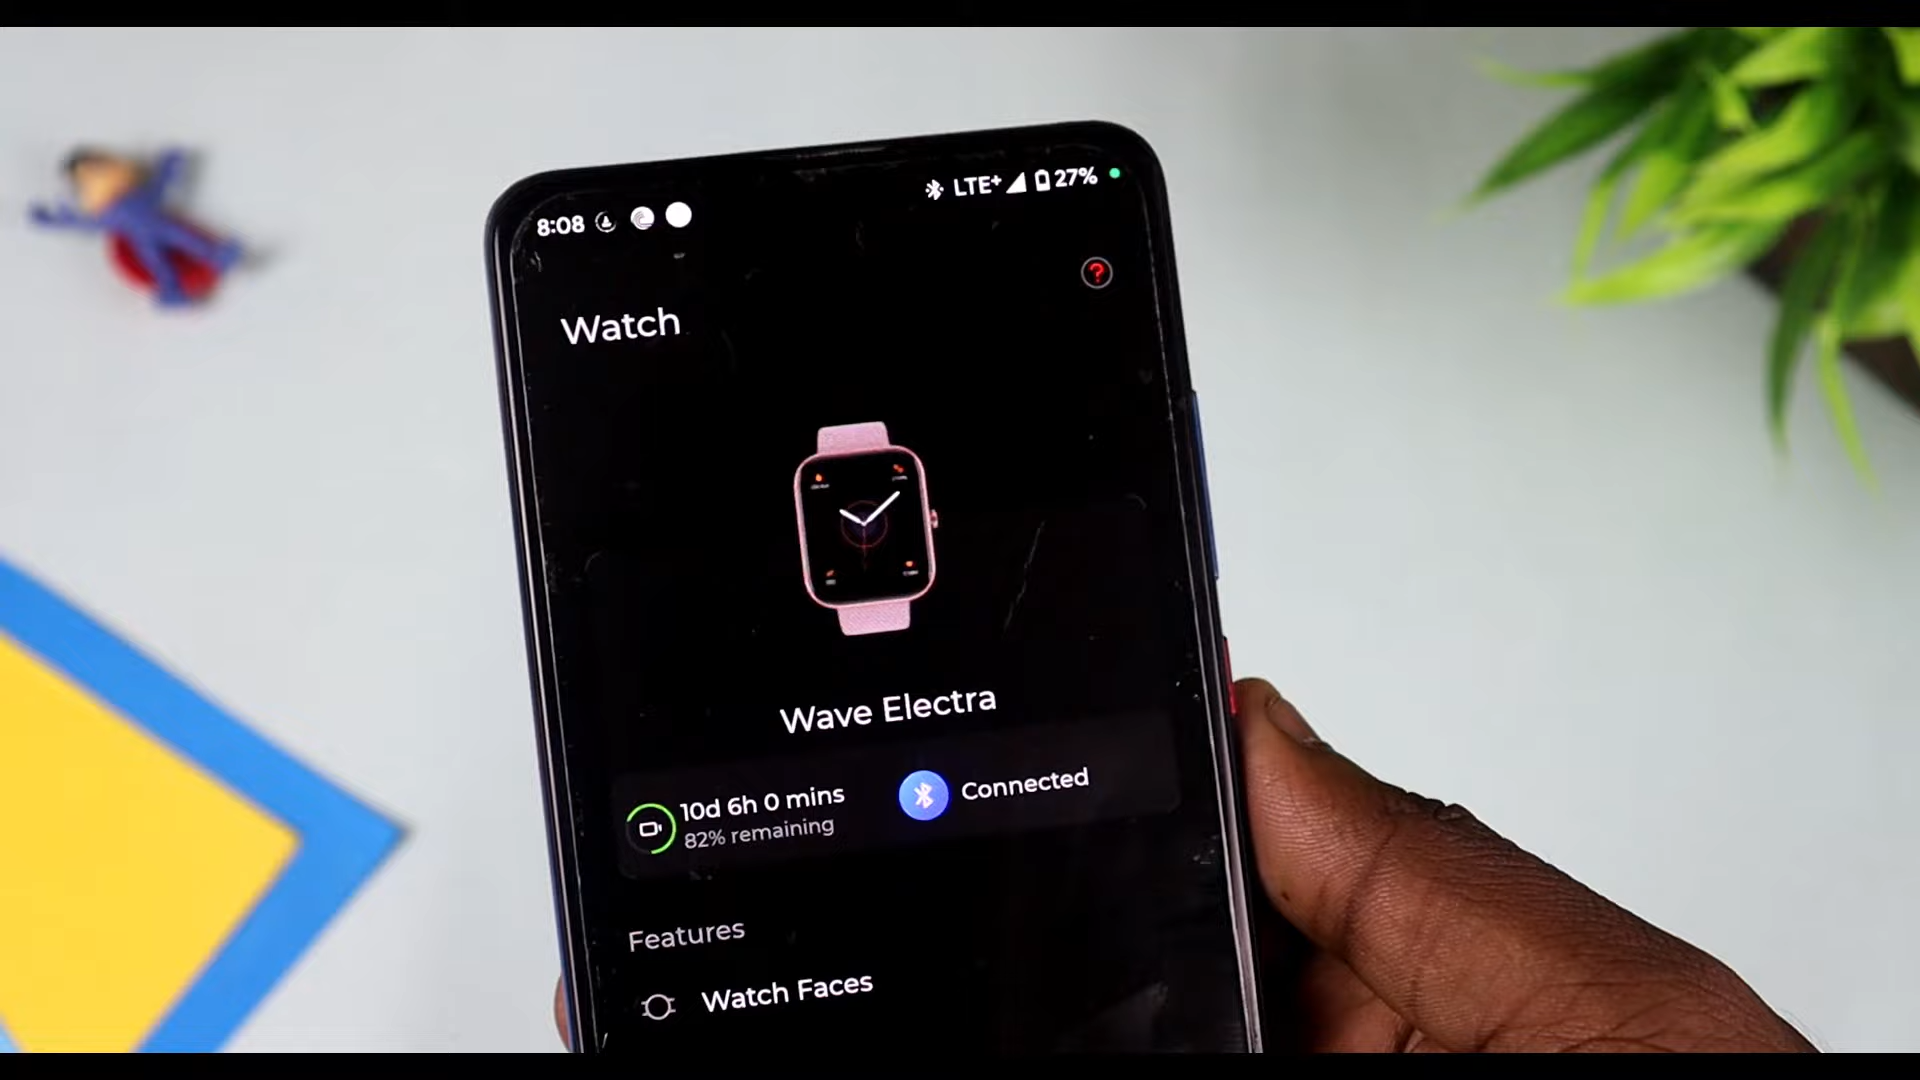 8:08 LTE+ 27%
?
Watch
Wave Electra
10d 6h 0 mins
82% remaining
Connected
Features
Watch Faces